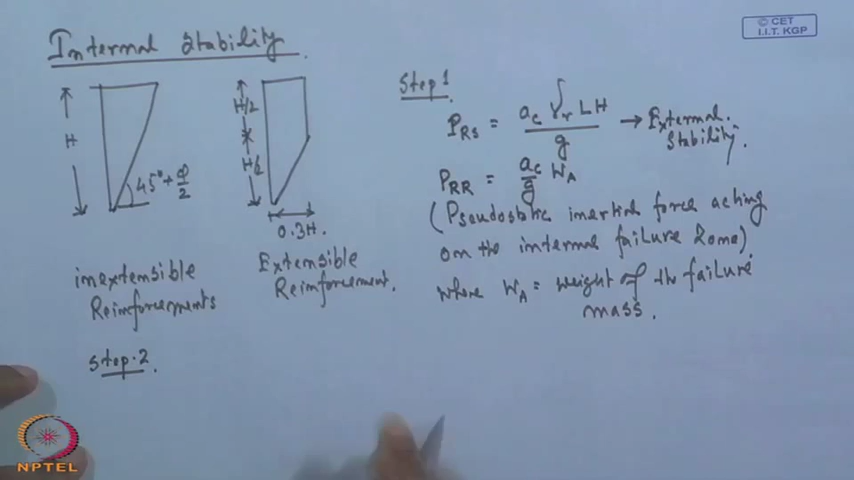 © CET
I.I.T. KGP
Internal Stability
H
45° + φ/2
H/2
H/2
0.3H.
inextensible
Reinforcements
Extensible
Reinforcement.
Step 2.
Step 1
P_RS = a_c γ_r LH / g → External Stability.
P_RR = a_c/g W_A
(Pseudostatic inertial force acting
on the internal failure zone)
where W_A = weight of the failure
mass.
NPTEL